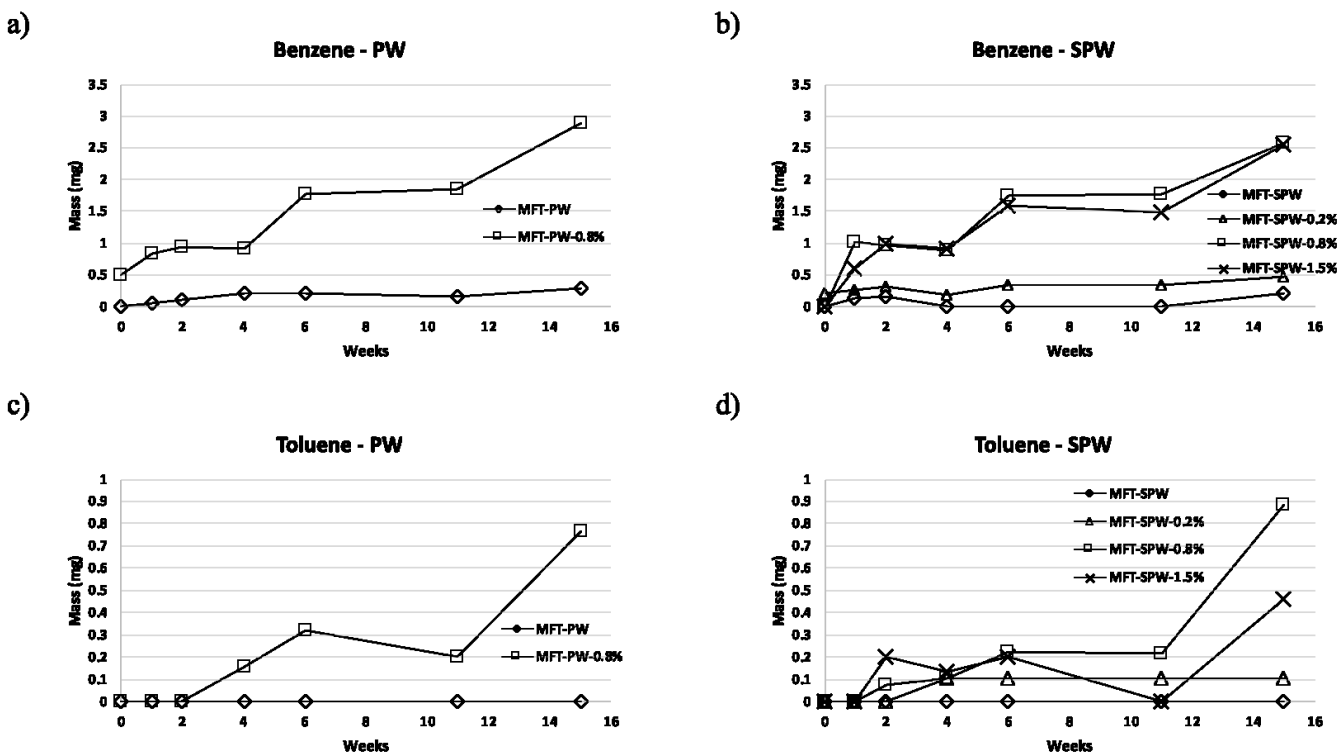 a)
Benzene - PW
Mass (mg)
3.5
3
2.5
2
1.5
1
0.5
0
0 2 4 6 8 10 12 14 16
Weeks
MFT-PW
MFT-PW-0.8%
b)
Benzene - SPW
Mass (mg)
3.5
3
2.5
2
1.5
1
0.5
0
0 2 4 6 8 10 12 14 16
Weeks
MFT-SPW
MFT-SPW-0.2%
MFT-SPW-0.8%
MFT-SPW-1.5%
c)
Toluene - PW
Mass (mg)
1
0.9
0.8
0.7
0.6
0.5
0.4
0.3
0.2
0.1
0
0 2 4 6 8 10 12 14 16
Weeks
MFT-PW
MFT-PW-0.8%
d)
Toluene - SPW
Mass (mg)
1
0.9
0.8
0.7
0.6
0.5
0.4
0.3
0.2
0.1
0
0 2 4 6 8 10 12 14 16
Weeks
MFT-SPW
MFT-SPW-0.2%
MFT-SPW-0.8%
MFT-SPW-1.5%